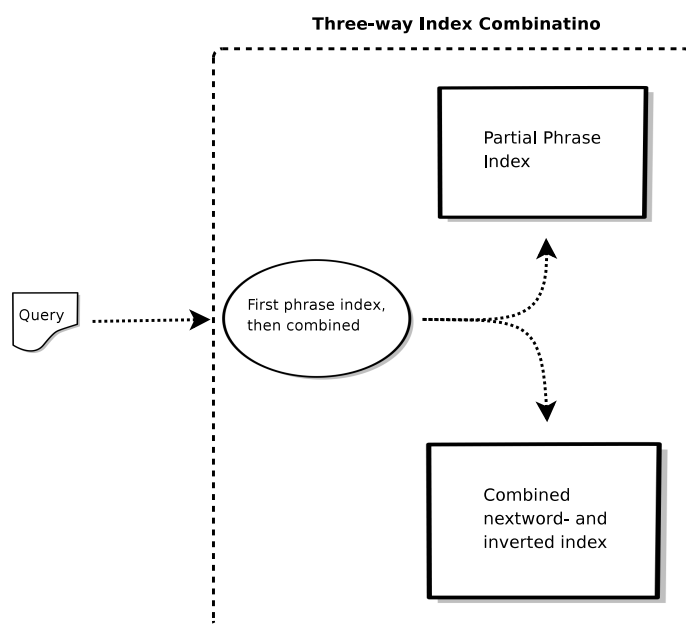 Three-way Index Combinatino
Partial Phrase
Index
Query
First phrase index,
then combined
Combined
nextword- and
inverted index